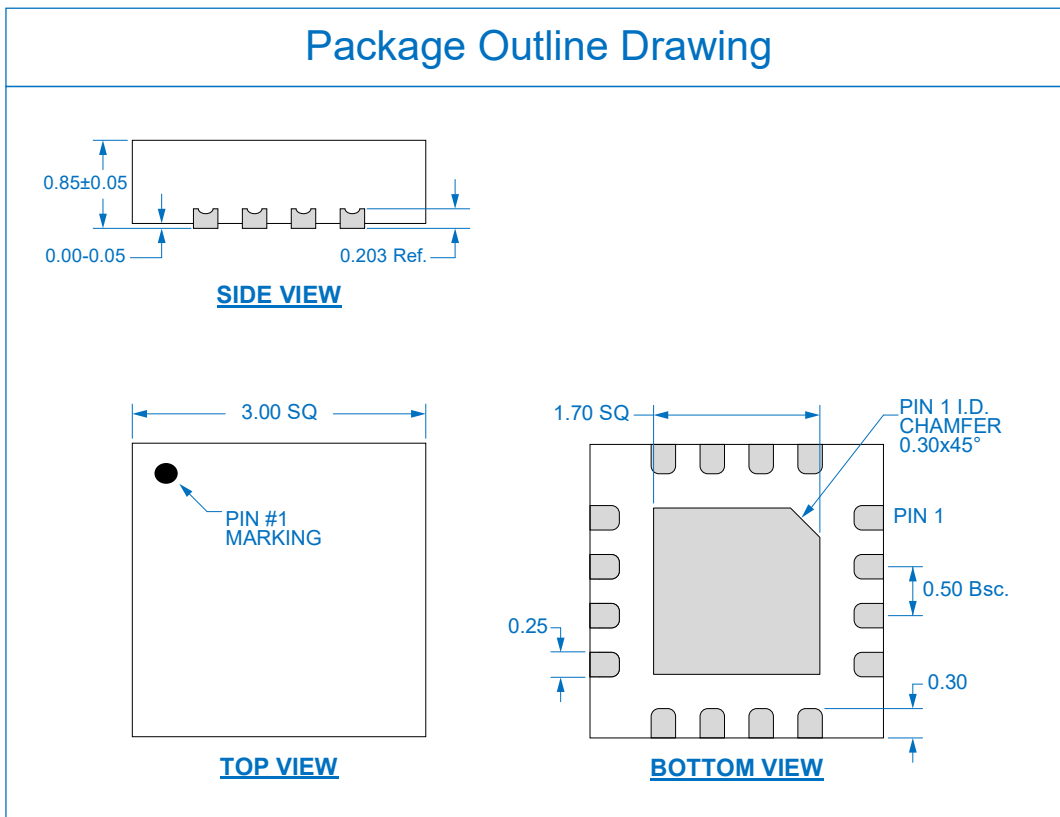 Package Outline Drawing
0.85±0.05
0.00-0.05
0.203 Ref.
SIDE VIEW
3.00 SQ
PIN #1
MARKING
TOP VIEW
1.70 SQ
PIN 1 I.D.
CHAMFER
0.30x45°
PIN 1
0.50 Bsc.
0.25
0.30
BOTTOM VIEW